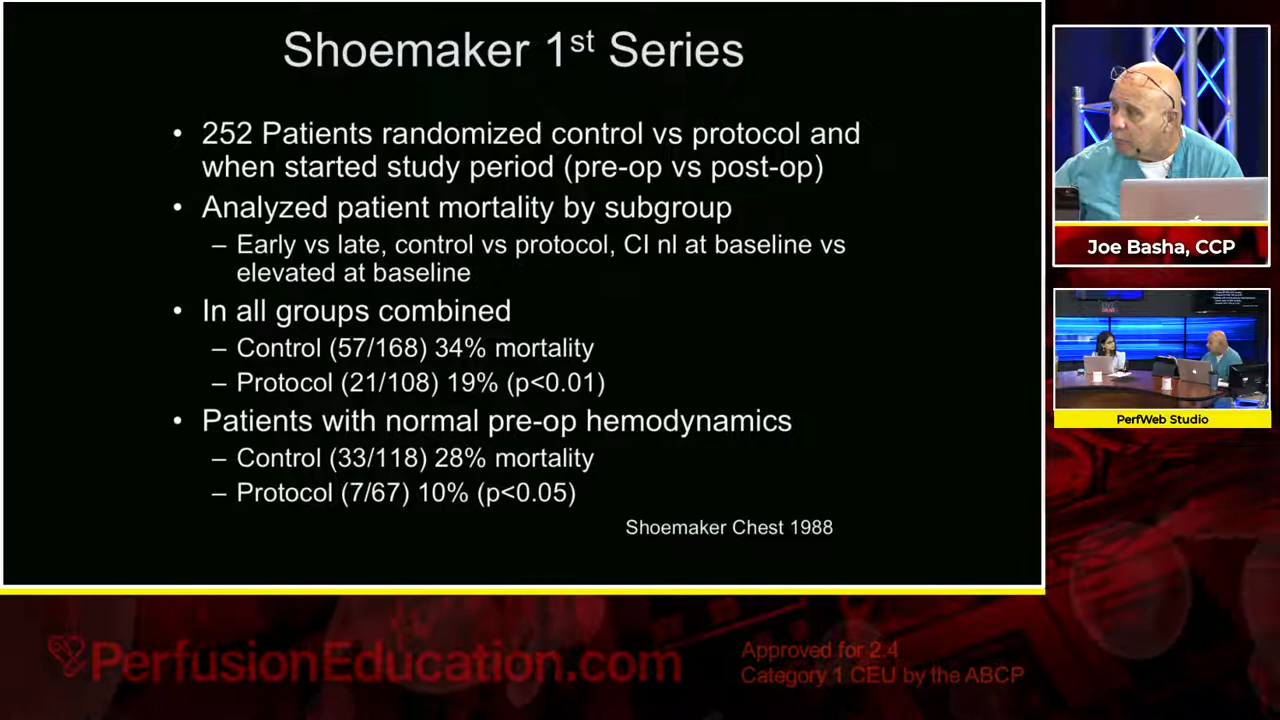 Shoemaker 1st Series
• 252 Patients randomized control vs protocol and
when started study period (pre-op vs post-op)
• Analyzed patient mortality by subgroup
– Early vs late, control vs protocol, CI nl at baseline vs
elevated at baseline
• In all groups combined
– Control (57/168) 34% mortality
– Protocol (21/108) 19% (p<0.01)
• Patients with normal pre-op hemodynamics
– Control (33/118) 28% mortality
– Protocol (7/67) 10% (p<0.05)
Shoemaker Chest 1988
Joe Basha, CCP
PerfWeb Studio
PerfusionEducation.com
Approved for 2.4
Category 1 CEU by the ABCP